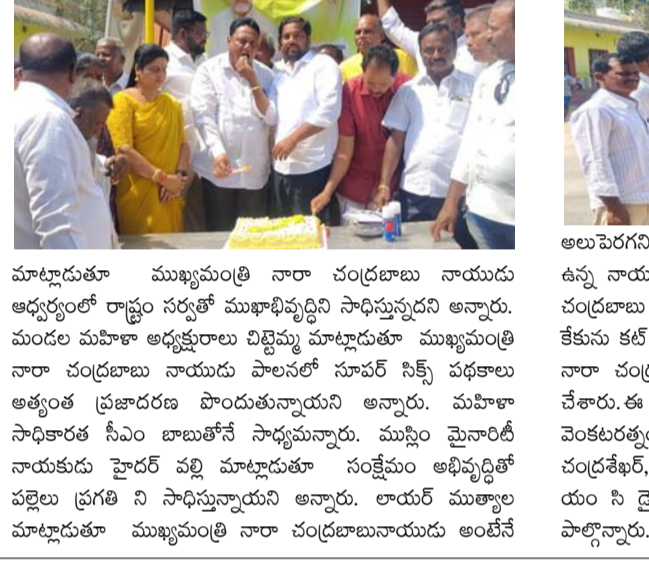 మాట్లాడుతూ ముఖ్యమంత్రి నారా చంద్రబాబు నాయుడు
ఆధ్వర్యంలో రాష్ట్రం సర్వతో ముఖాభివృద్ధిని సాధిస్తున్నదని అన్నారు.
మండల మహిళా అధ్యక్షురాలు చిట్టెమ్మ మాట్లాడుతూ ముఖ్యమంత్రి
నారా చంద్రబాబు నాయుడు పాలనలో సూపర్ సిక్స్ పథకాలు
అత్యంత ప్రజాదరణ పొందుతున్నాయని అన్నారు. మహిళా
సాధికారత సీఎం బాబుతోనే సాధ్యమన్నారు. ముస్లిం మైనారిటీ
నాయకుడు హైదర్ వల్లి మాట్లాడుతూ సంక్షేమం అభివృద్ధితో
పల్లెలు ప్రగతి ని సాధిస్తున్నాయని అన్నారు. లాయర్ ముత్యాల
మాట్లాడుతూ ముఖ్యమంత్రి నారా చంద్రబాబునాయుడు అంటేనే
అలుపెరగని
ఉన్న నాయ
చంద్రబాబు
కేకును కట్
నారా చంద్ర
చేశారు. ఈ
వెంకటరత్నం
చంద్రశేఖర్,
యం సి డై
పాల్గొన్నారు.